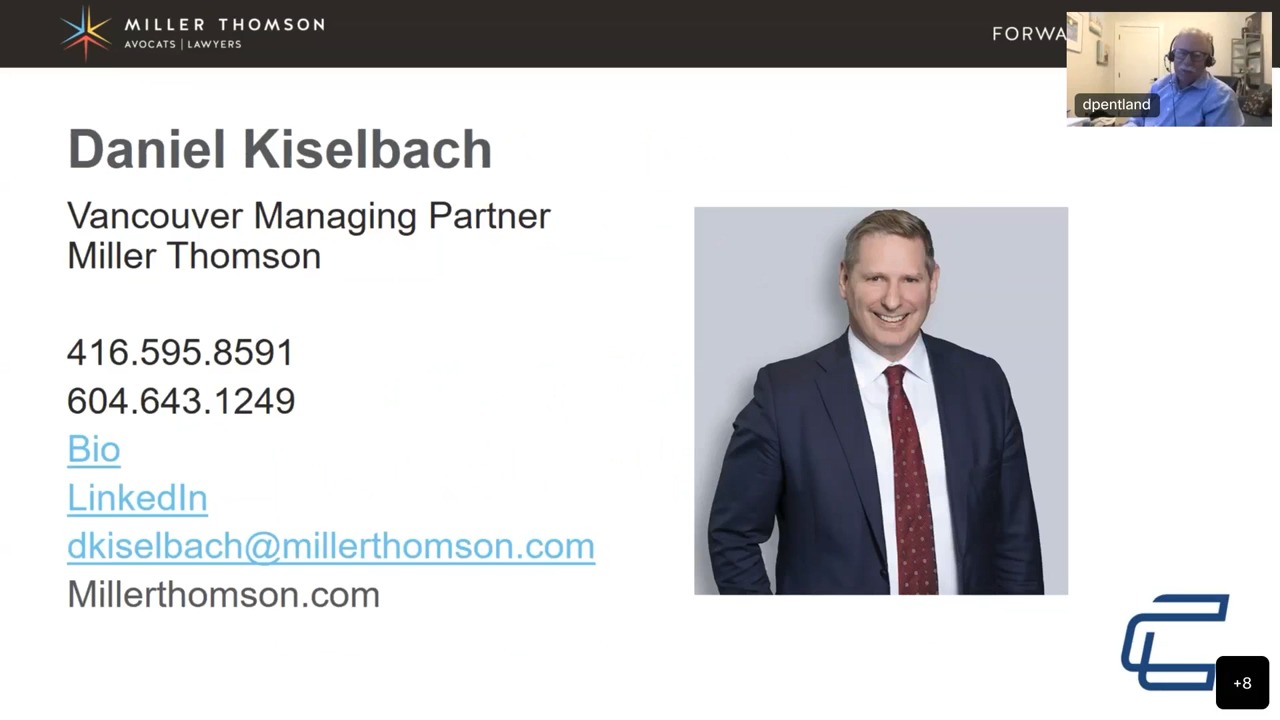 MILLER THOMSON
AVOCATS | LAWYERS
FORWA
dpentland
Daniel Kiselbach
Vancouver Managing Partner
Miller Thomson
416.595.8591
604.643.1249
Bio
LinkedIn
dkiselbach@millerthomson.com
Millerthomson.com
+8